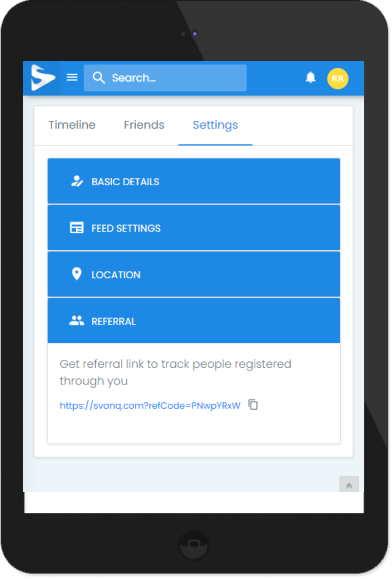 Search...
RR
Timeline Friends Settings
BASIC DETAILS
FEED SETTINGS
LOCATION
REFERRAL
Get referral link to track people registered
through you
https://svanq.com?refCode=PNwpYRxW